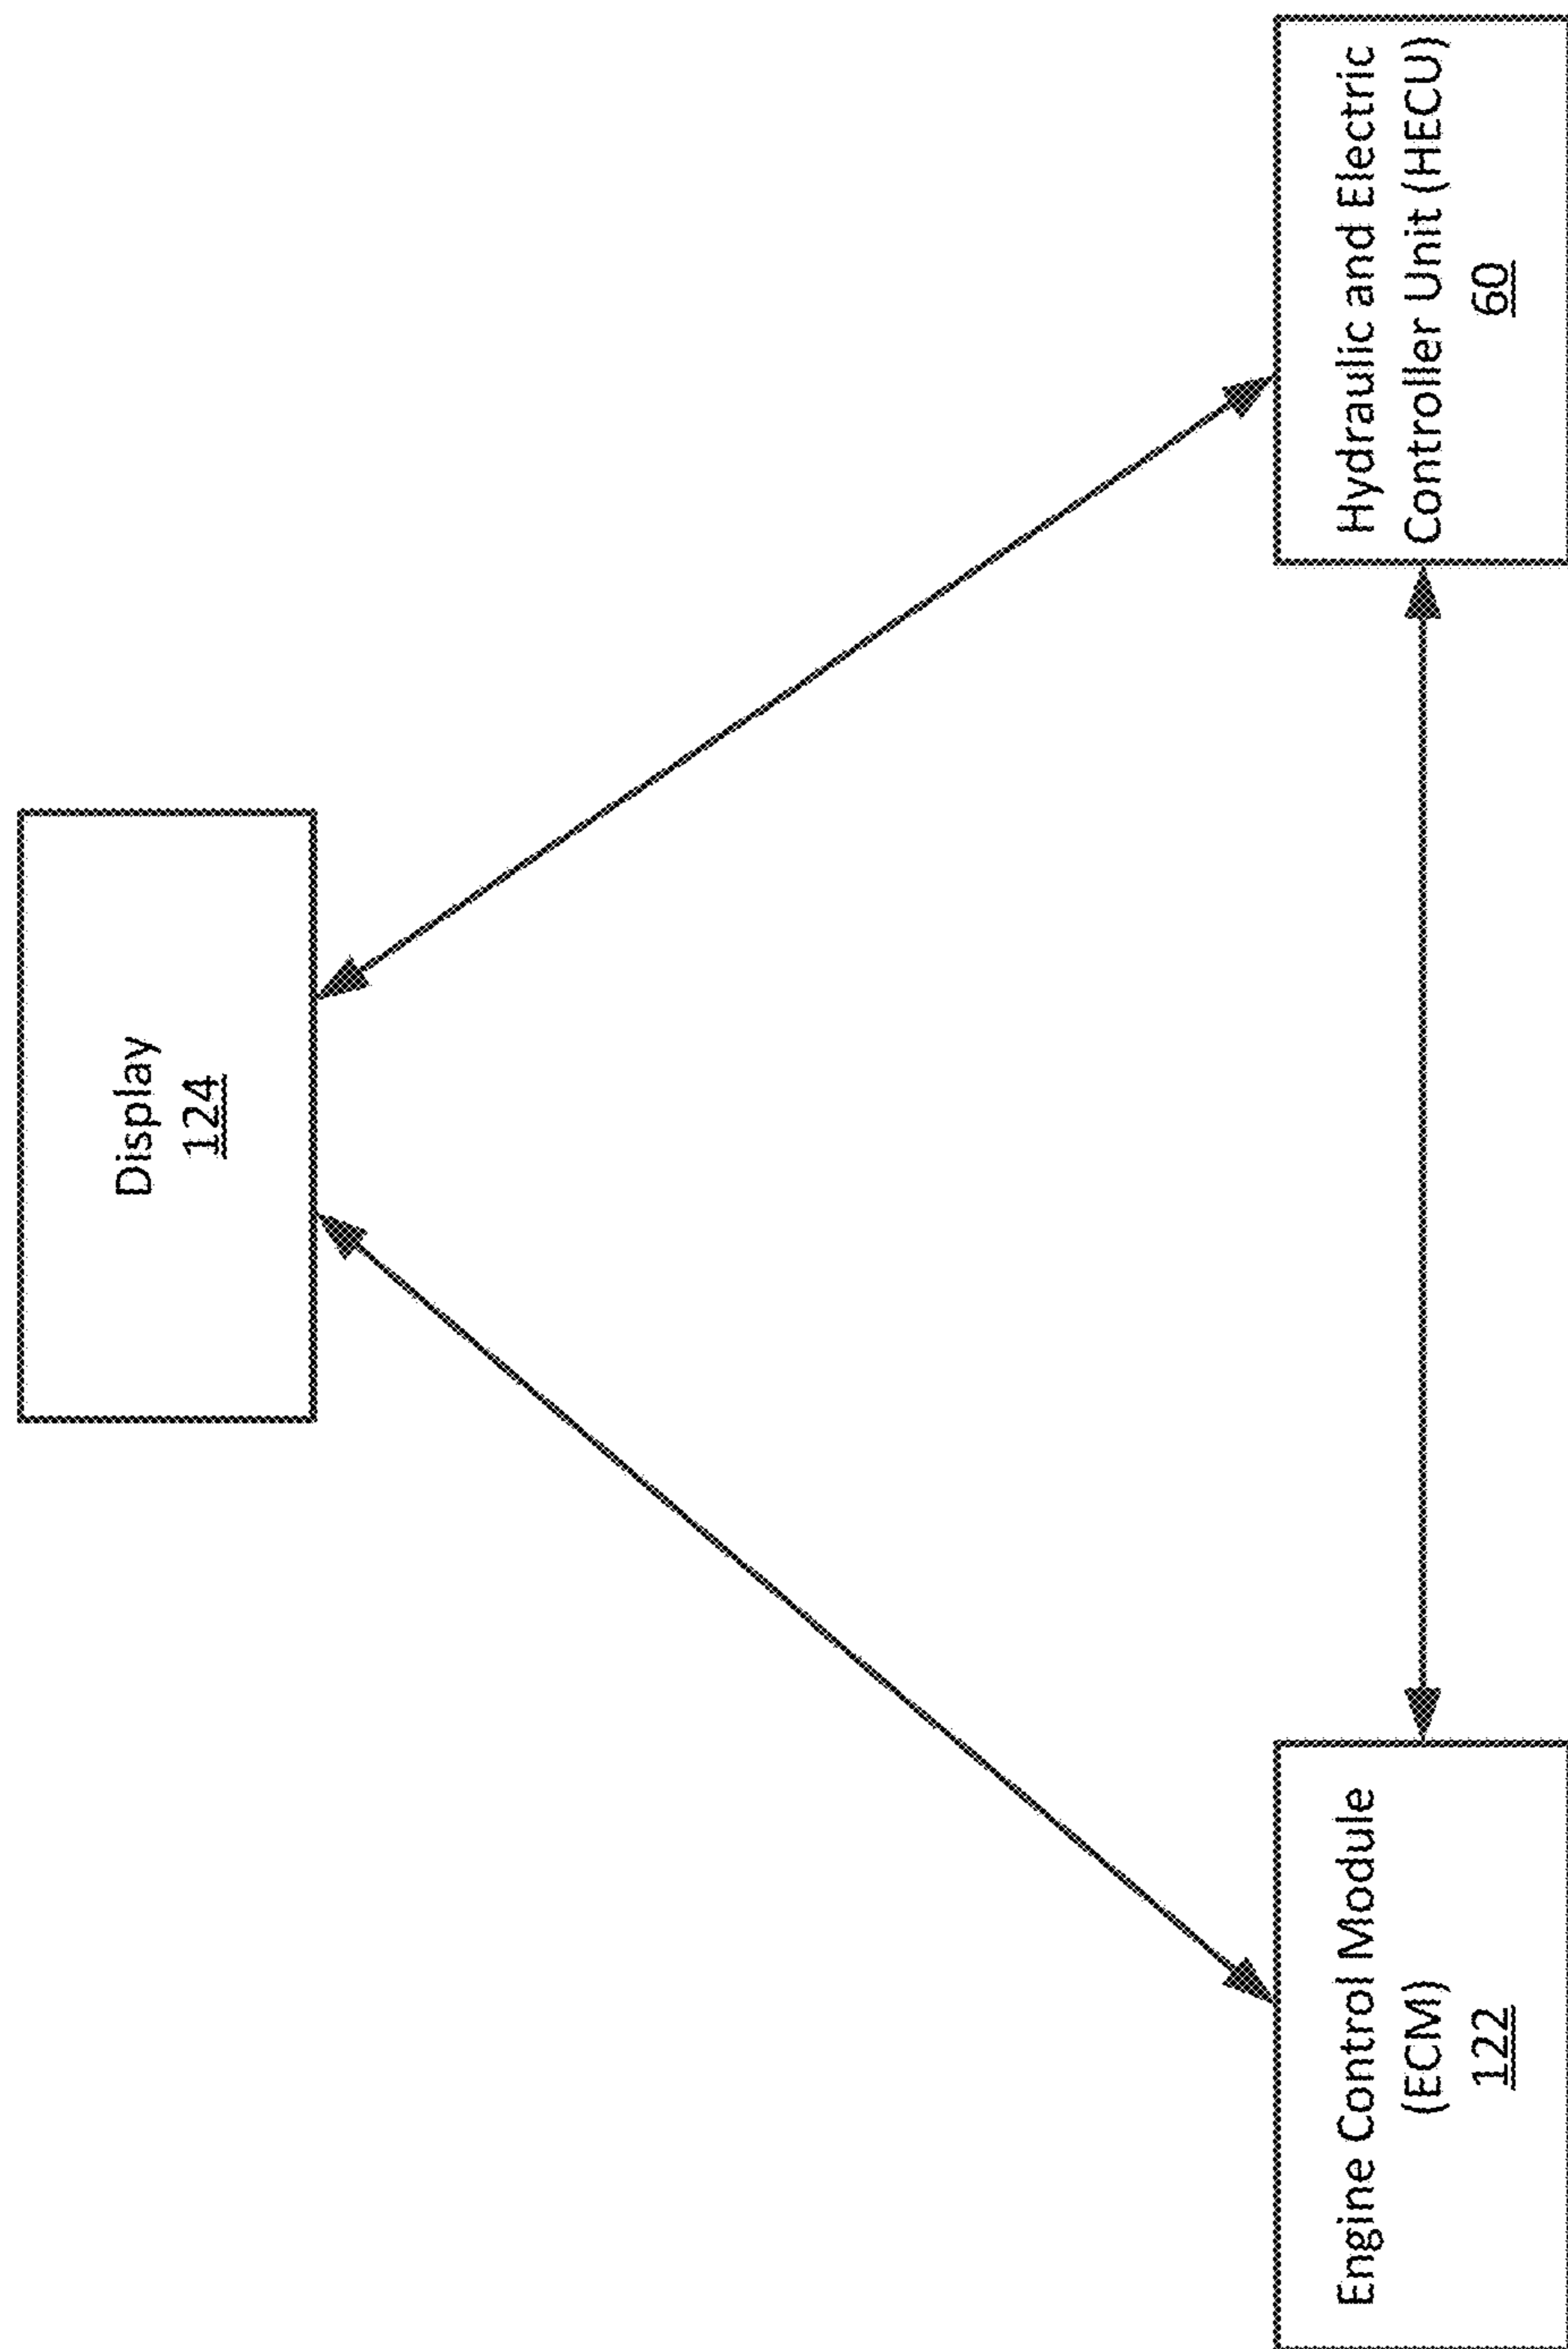 Display
124
Engine Control Module
(ECM)
122
Hydraulic and Electric
Controller Unit (HECU)
60